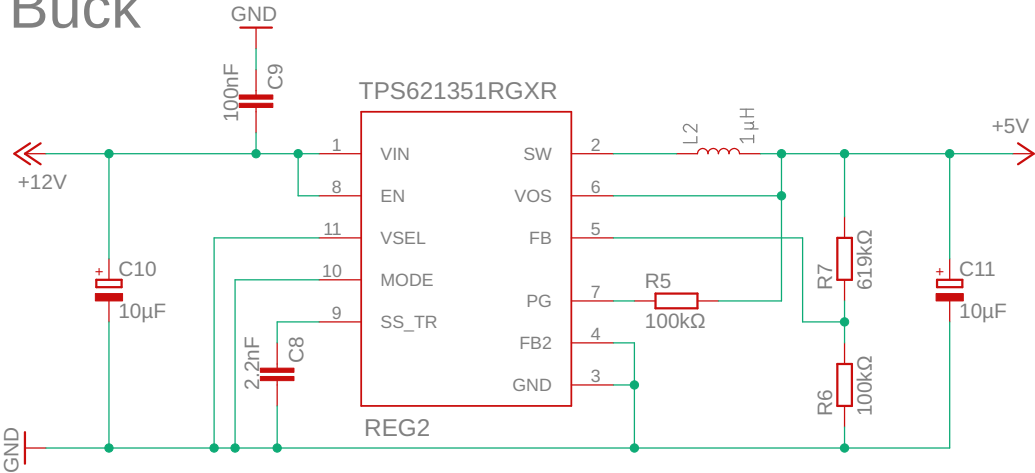 Buck
GND
100nF
C9
TPS621351RGXR
+12V
1
VIN
8
EN
11
VSEL
10
MODE
9
SS_TR
SW
2
VOS
6
FB
5
PG
7
FB2
4
GND
3
L2
1µH
+5V
C10
10µF
2,2nF
C8
R5
100kΩ
R7
619kΩ
R6
100kΩ
C11
10µF
REG2
GND